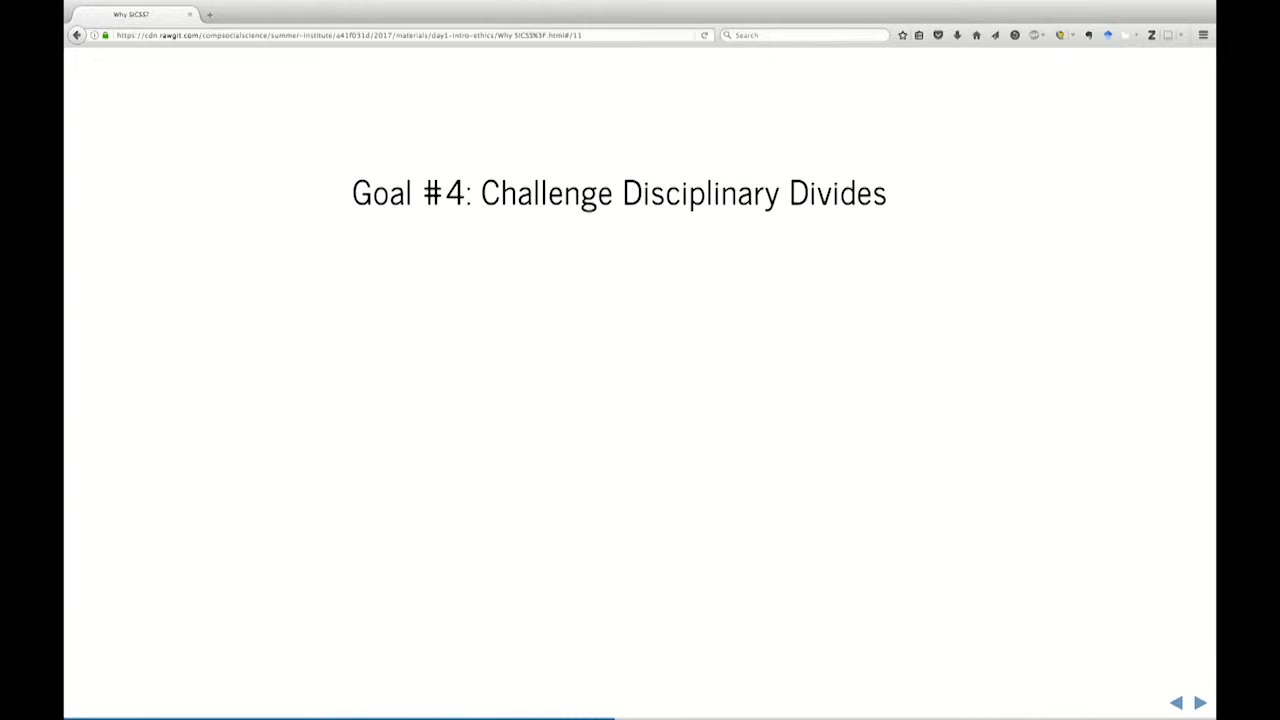 Why SICSS?
https://cdn.rawgit.com/compsocialscience/summer-institute/a41f031d/2017/materials/day1-intro-ethics/Why SICSS%3F.html#/11
Search
Z
Goal #4: Challenge Disciplinary Divides